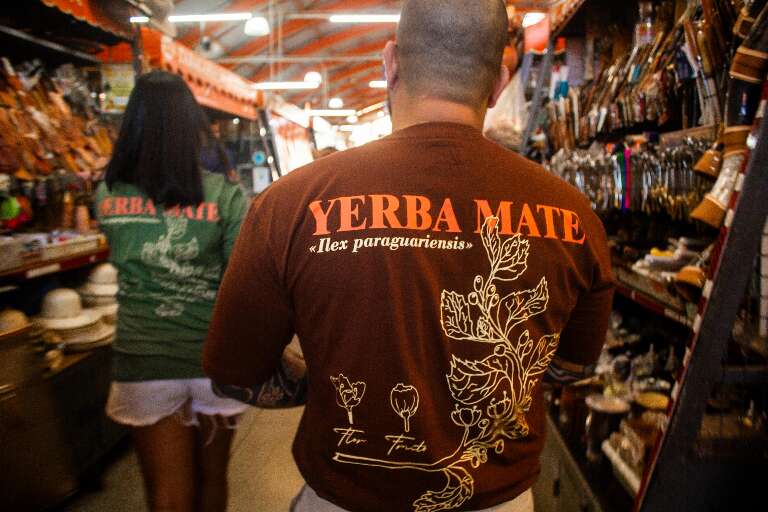 YERBA MATE
YERBA MATE
«Ilex paraguariensis»
Flor Fruto